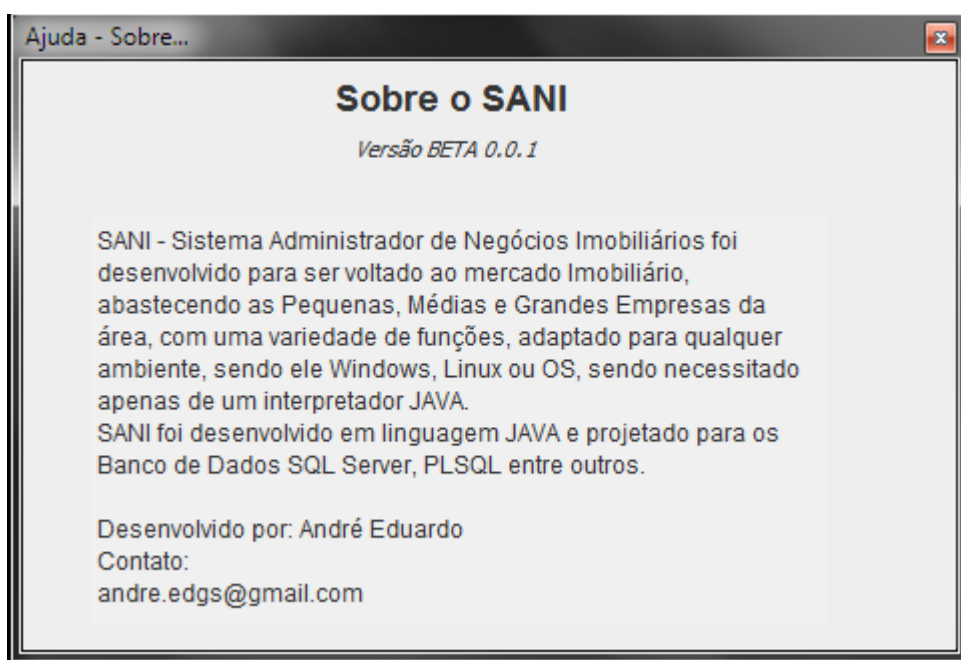 Ajuda - Sobre...
Sobre o SANI
Versão BETA 0.0.1
SANI - Sistema Administrador de Negócios Imobiliários foi
desenvolvido para ser voltado ao mercado Imobiliário,
abastecendo as Pequenas, Médias e Grandes Empresas da
área, com uma variedade de funções, adaptado para qualquer
ambiente, sendo ele Windows, Linux ou OS, sendo necessitado
apenas de um interpretador JAVA.
SANI foi desenvolvido em linguagem JAVA e projetado para os
Banco de Dados SQL Server, PLSQL entre outros.
Desenvolvido por: André Eduardo
Contato:
andre.edgs@gmail.com